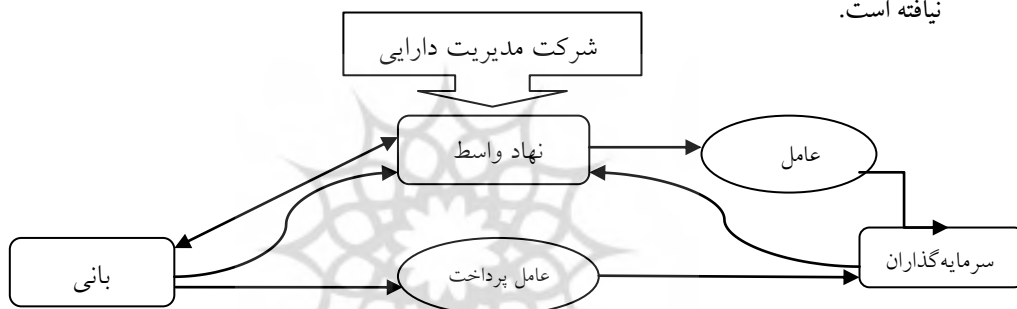 نیافته است.
شرکت مدیریت دارایی
نهاد واسط
عامل
سرمایه‌گذاران
بانی
عامل پرداخت